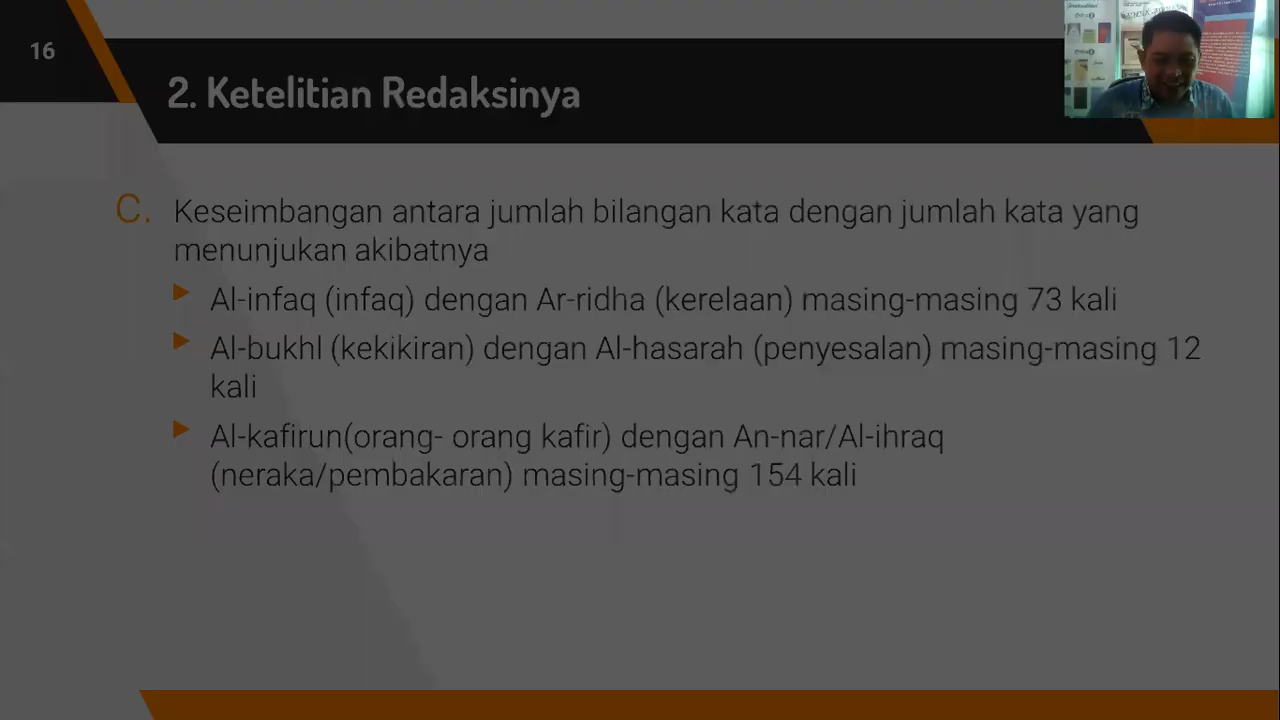 16
2. Ketelitian Redaksinya
C. Keseimbangan antara jumlah bilangan kata dengan jumlah kata yang
menunjukan akibatnya
Al-infaq (infaq) dengan Ar-ridha (kerelaan) masing-masing 73 kali
Al-bukhl (kekikiran) dengan Al-hasarah (penyesalan) masing-masing 12
kali
Al-kafirun(orang- orang kafir) dengan An-nar/Al-ihraq
(neraka/pembakaran) masing-masing 154 kali